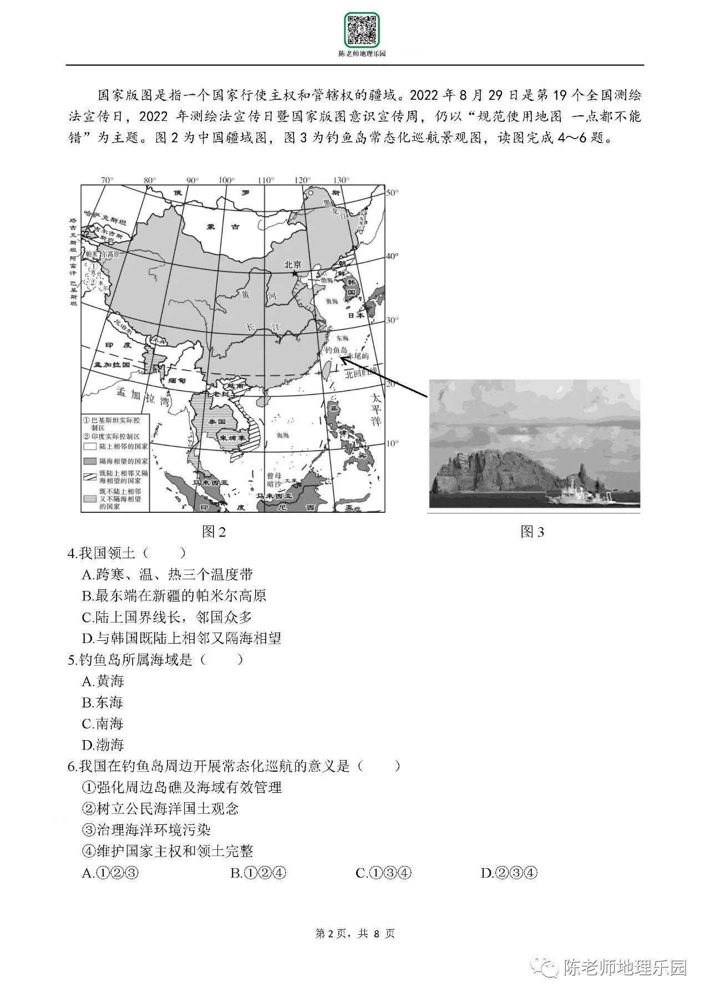 陈老师地理乐园
国家版图是指一个国家行使主权和管辖权的疆域。2022年8月29日是第19个全国测绘
法宣传日，2022 年测绘法宣传日暨国家版图意识宣传周，仍以“规范使用地图 一点都不能
错”为主题。图2为中国疆域图，图3为钓鱼岛常态化巡航景观图，读图完成4～6题。
70° 80° 90° 100° 110° 120° 130°
俄 罗 斯
50°
黑龙江
哈萨克斯坦
吉尔吉斯斯坦
塔吉克斯坦
蒙 古
帕米尔高原
阿富汗
巴基斯坦
①
克什米尔
②
北京
40°
朝鲜
渤海
韩国
黄 河
黄海
日本
30°
长 江
东海
尼泊尔
不丹
印度
钓鱼岛
赤尾屿
孟加拉国
北回归线
缅甸
越南
老挝
20°
孟加拉湾
太平洋
泰国
柬埔寨
南海
菲律宾
10°
曾母
暗沙
文莱
马来西亚
马来西亚
印 度 尼 西 亚
①巴基斯坦实际控
制区
②印度实际控制区
陆上相邻的国家
隔海相望的国家
既陆上相邻又隔
海相望的国家
既不陆上相邻
又不隔海相望
的国家
图2
图3
4.我国领土（　　）
A.跨寒、温、热三个温度带
B.最东端在新疆的帕米尔高原
C.陆上国界线长，邻国众多
D.与韩国既陆上相邻又隔海相望
5.钓鱼岛所属海域是（　　）
A.黄海
B.东海
C.南海
D.渤海
6.我国在钓鱼岛周边开展常态化巡航的意义是（　　）
①强化周边岛礁及海域有效管理
②树立公民海洋国土观念
③治理海洋环境污染
④维护国家主权和领土完整
A.①②③ B.①②④ C.①③④ D.②③④
第2页，共 8 页
陈老师地理乐园